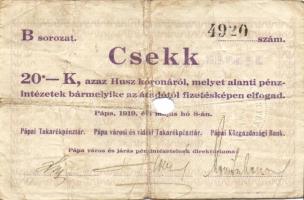 B sorozat. 4920 szám.
Csekk
20·— K, azaz Husz koronáról, melyet alanti pénz-
intézetek bármelyike az átadótól fizetésképen elfogad.
Pápa, 1919. évi május hó 8-án.
Pápai Takarékpénztár. Pápa városi és vidéki Takarékpénztár. Pápai Közgazdasági Bank.
Pápa város és járás pénzintézeteinek direktoriuma: